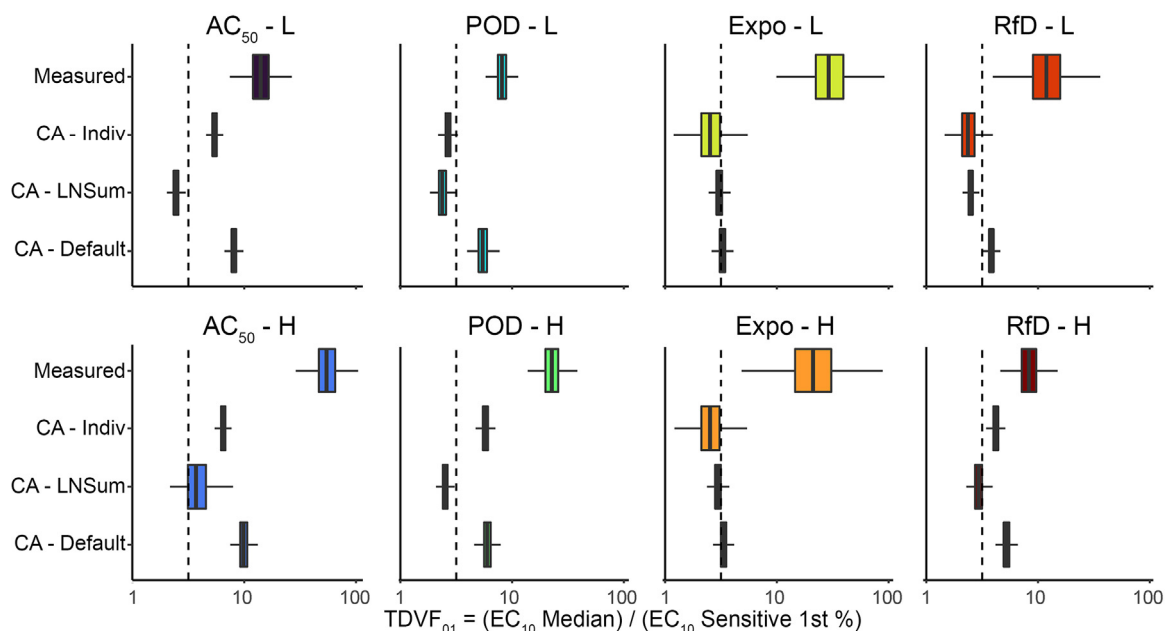 AC50 - L POD - L Expo - L RfD - L
Measured
CA - Indiv
CA - LNSum
CA - Default
1 10 100 1 10 100 1 10 100 1 10 100
AC50 - H POD - H Expo - H RfD - H
Measured
CA - Indiv
CA - LNSum
CA - Default
1 10 100 1 10 100 1 10 100 1 10 100
TDVF01 = (EC10 Median) / (EC10 Sensitive 1st %)